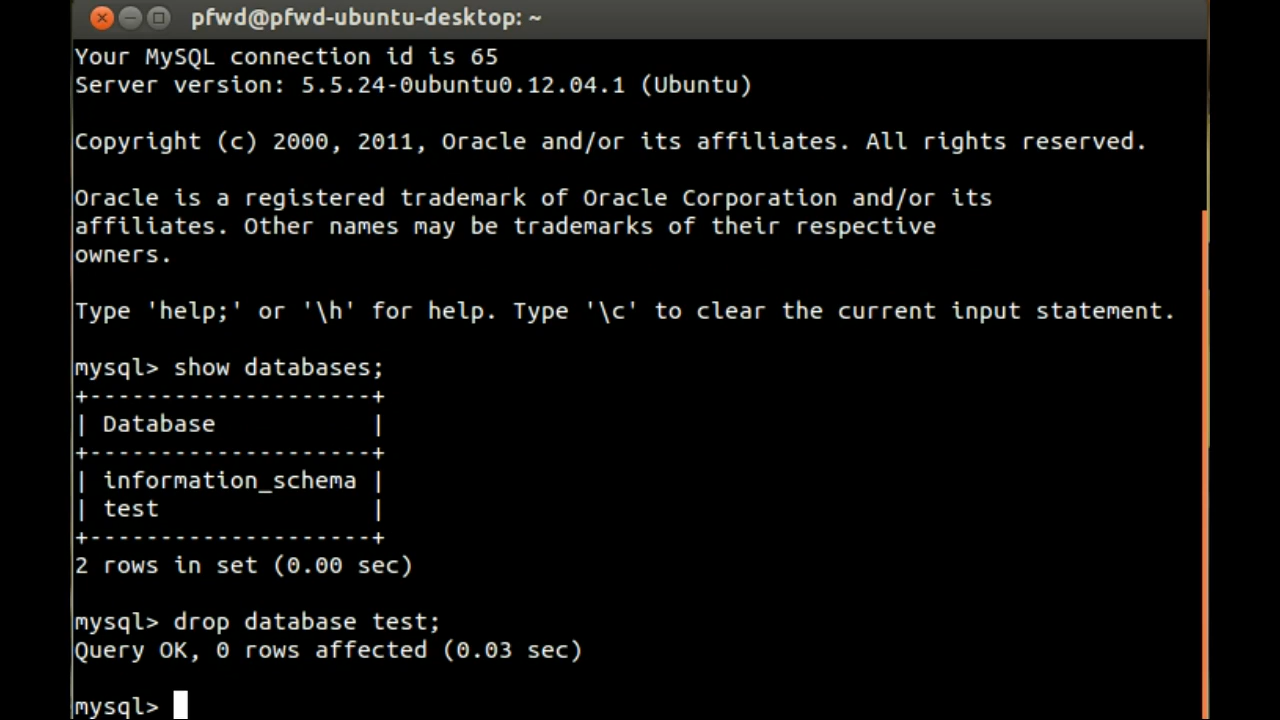 pfwd@pfwd-ubuntu-desktop: ~
Your MySQL connection id is 65
Server version: 5.5.24-0ubuntu0.12.04.1 (Ubuntu)
Copyright (c) 2000, 2011, Oracle and/or its affiliates. All rights reserved.
Oracle is a registered trademark of Oracle Corporation and/or its
affiliates. Other names may be trademarks of their respective
owners.
Type 'help;' or '\h' for help. Type '\c' to clear the current input statement.
mysql> show databases;
+--------------------+
| Database           |
+--------------------+
| information_schema |
| test               |
+--------------------+
2 rows in set (0.00 sec)
mysql> drop database test;
Query OK, 0 rows affected (0.03 sec)
mysql>